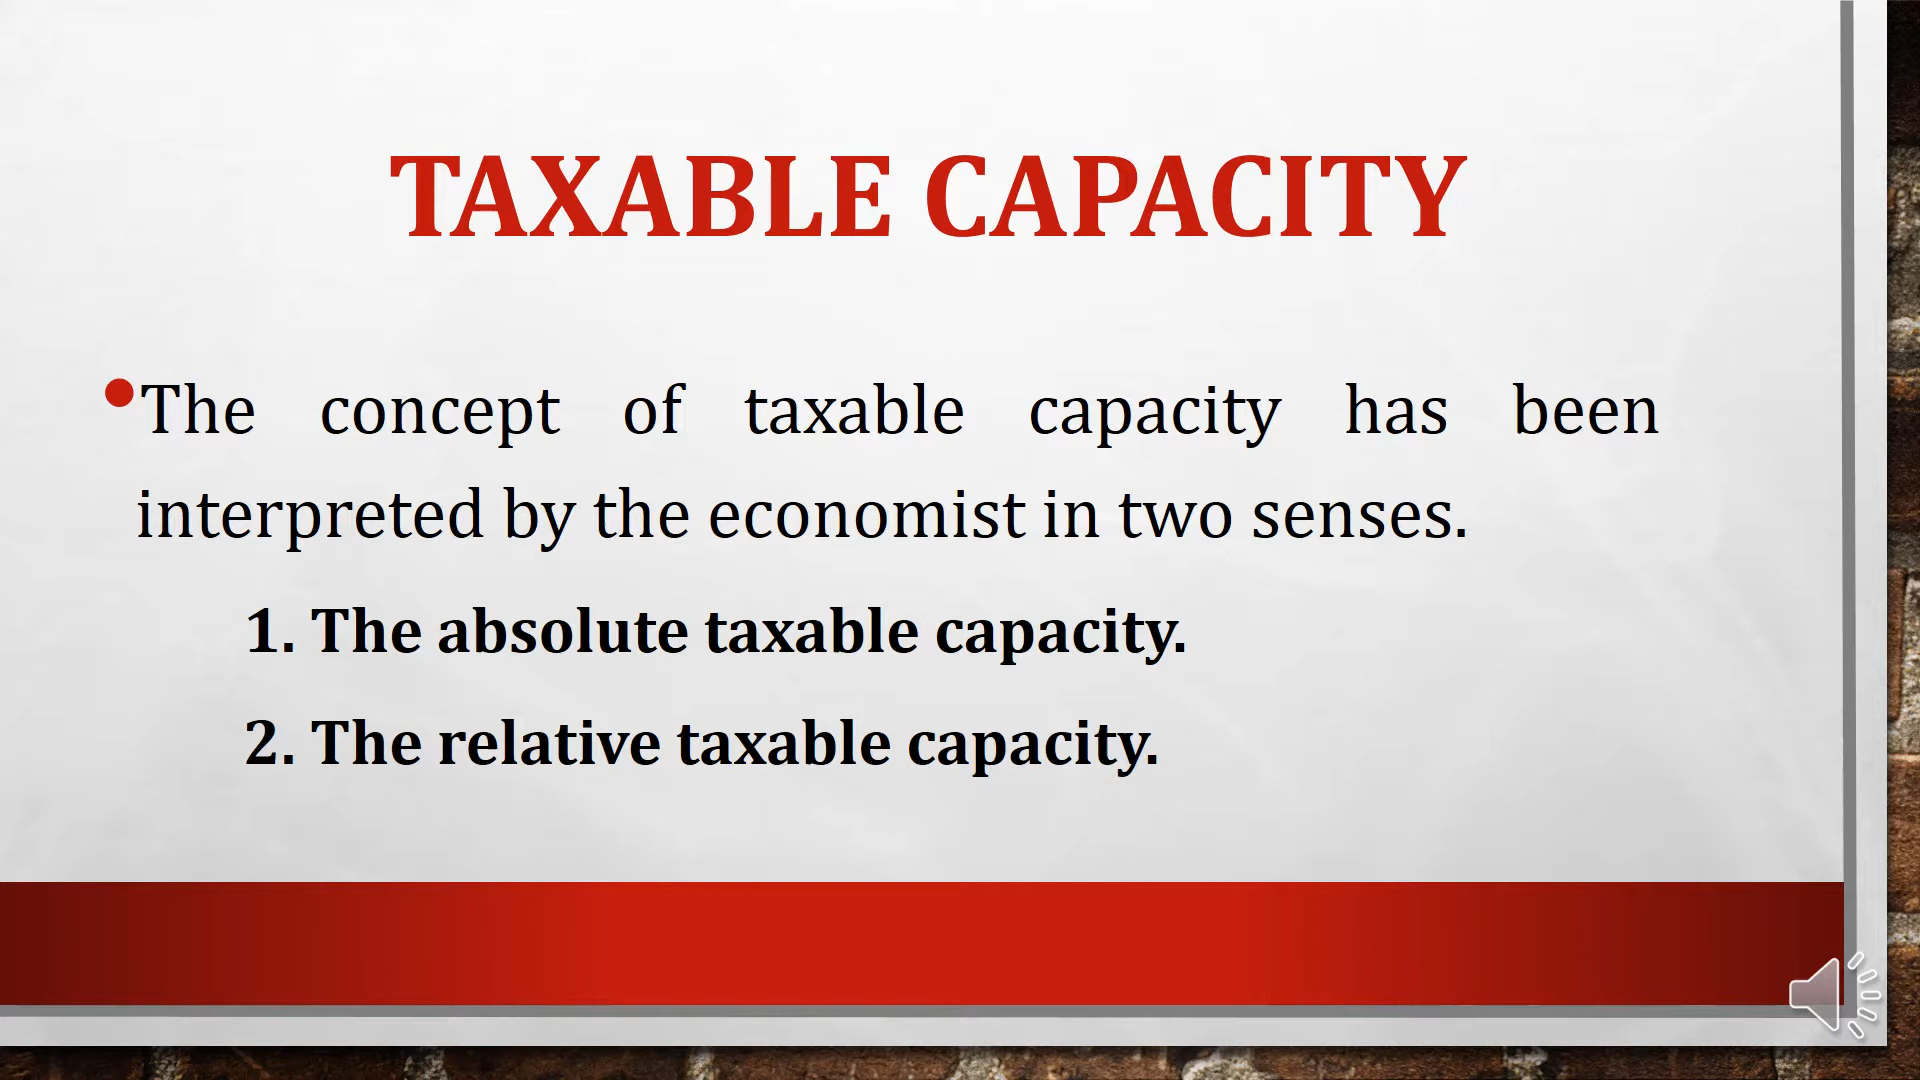 TAXABLE CAPACITY
•The concept of taxable capacity has been
interpreted by the economist in two senses.
1. The absolute taxable capacity.
2. The relative taxable capacity.